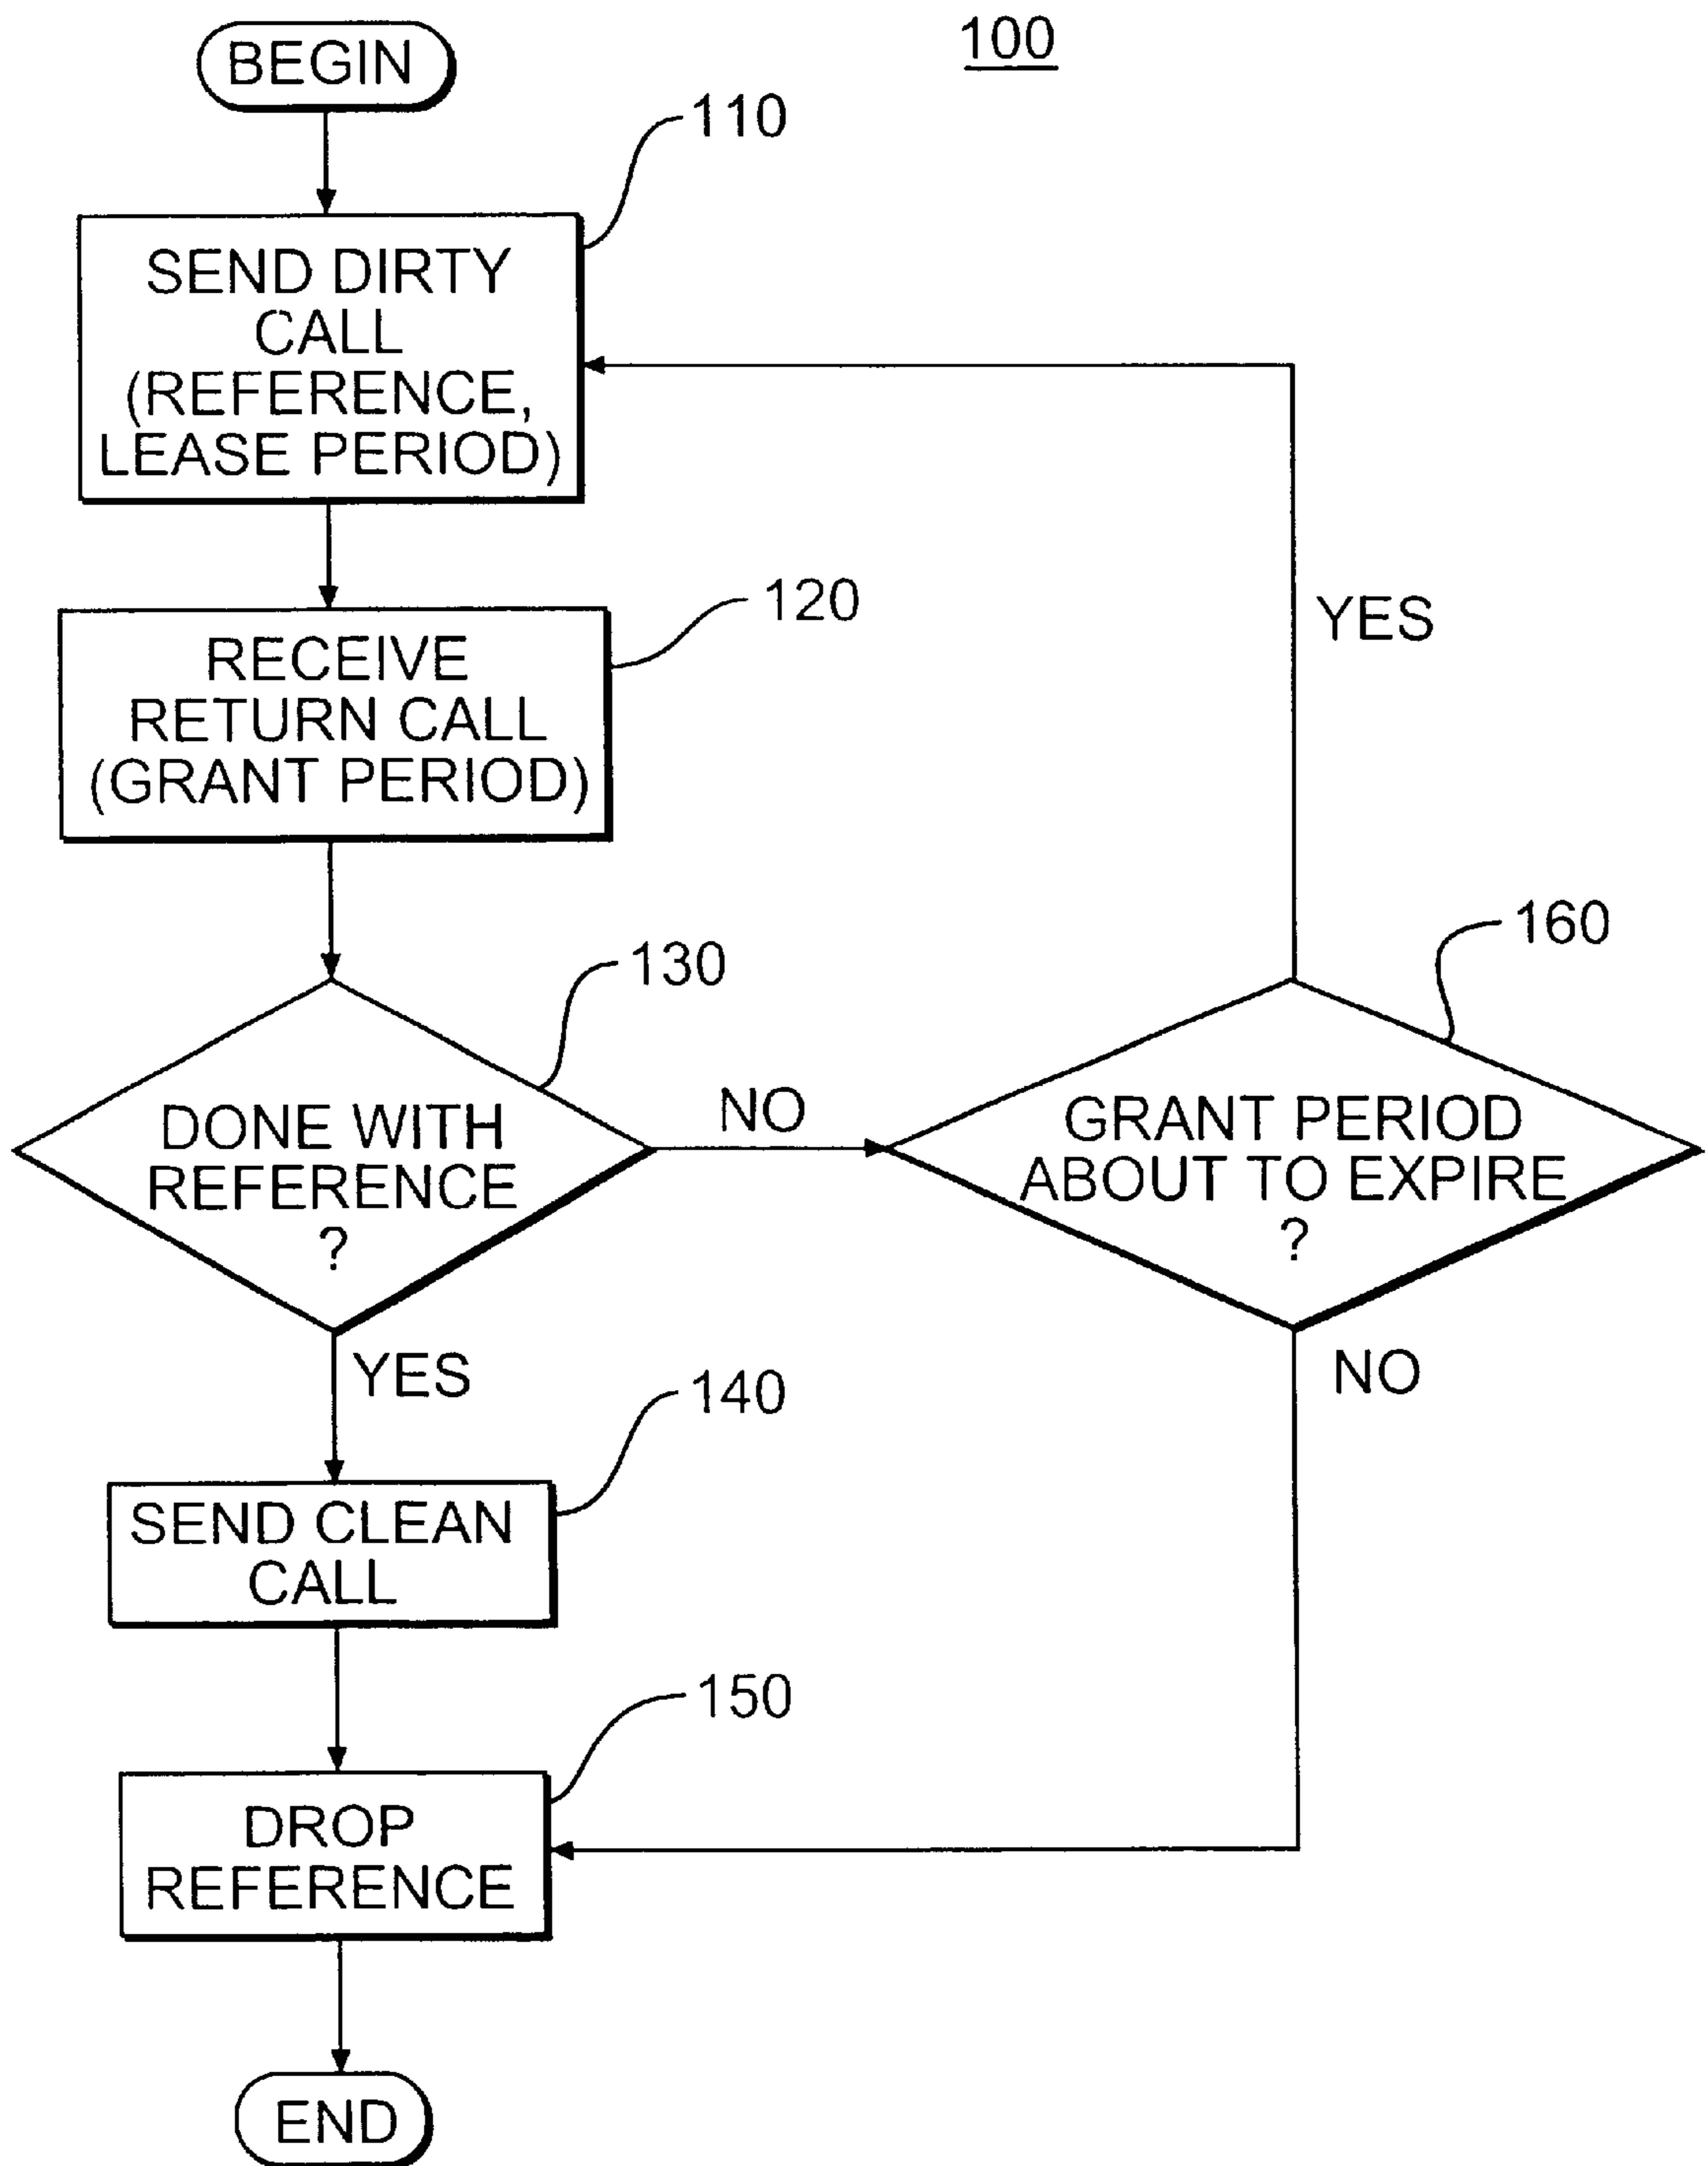 100
BEGIN
110
SEND DIRTY
CALL
(REFERENCE,
LEASE PERIOD)
120
RECEIVE
RETURN CALL
(GRANT PERIOD)
YES
130
DONE WITH
REFERENCE
?
NO
160
GRANT PERIOD
ABOUT TO EXPIRE
?
YES
NO
140
SEND CLEAN
CALL
150
DROP
REFERENCE
END